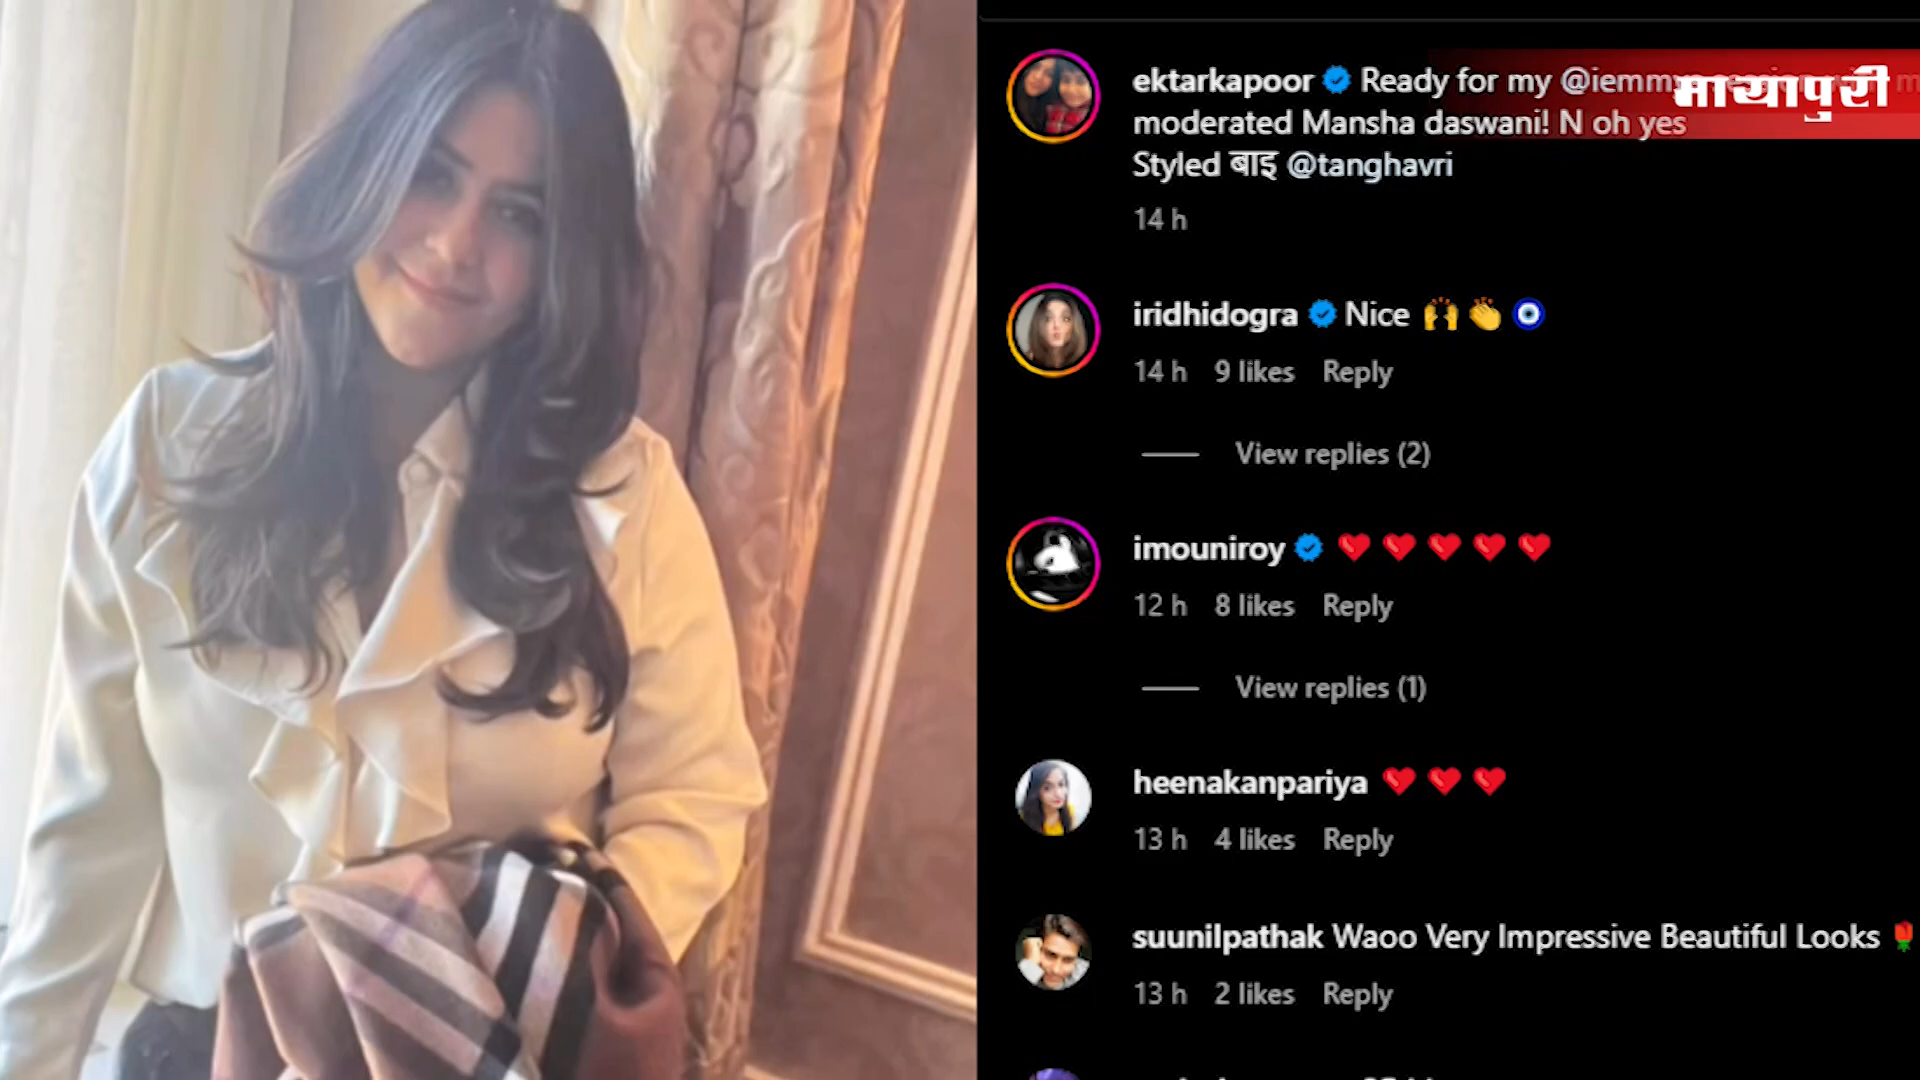 ektarkapoor Ready for my @iemmy
मायापुरी
moderated Mansha daswani! N oh yes
Styled बाइ @tanghavri
14 h
iridhidogra Nice 🙌 👏 🧿
14 h 9 likes Reply
View replies (2)
imouniroy ❤️ ❤️ ❤️ ❤️ ❤️
12 h 8 likes Reply
View replies (1)
heenakanpariya ❤️ ❤️ ❤️
13 h 4 likes Reply
suunilpathak Waoo Very Impressive Beautiful Looks 🌹
13 h 2 likes Reply